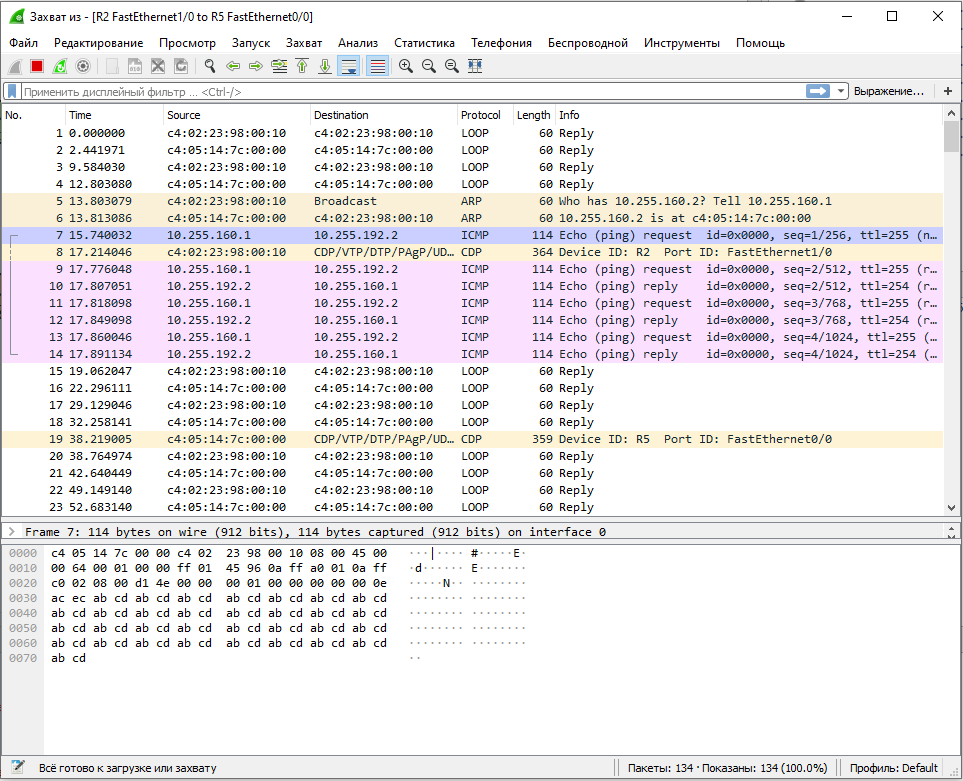 Захват из - [R2 FastEthernet1/0 to R5 FastEthernet0/0]
Файл Редактирование Просмотр Запуск Захват Анализ Статистика Телефония Беспроводной Инструменты Помощь
Применить дисплейный фильтр ... <Ctrl-/> Выражение… +
No. Time Source Destination Protocol Length Info
1 0.000000 c4:02:23:98:00:10 c4:02:23:98:00:10 LOOP 60 Reply
2 2.441971 c4:05:14:7c:00:00 c4:05:14:7c:00:00 LOOP 60 Reply
3 9.584030 c4:02:23:98:00:10 c4:02:23:98:00:10 LOOP 60 Reply
4 12.803080 c4:05:14:7c:00:00 c4:05:14:7c:00:00 LOOP 60 Reply
5 13.803079 c4:02:23:98:00:10 Broadcast ARP 60 Who has 10.255.160.2? Tell 10.255.160.1
6 13.813086 c4:05:14:7c:00:00 c4:02:23:98:00:10 ARP 60 10.255.160.2 is at c4:05:14:7c:00:00
7 15.740032 10.255.160.1 10.255.192.2 ICMP 114 Echo (ping) request id=0x0000, seq=1/256, ttl=255 (n…
8 17.214046 c4:02:23:98:00:10 CDP/VTP/DTP/PAgP/UD… CDP 364 Device ID: R2 Port ID: FastEthernet1/0
9 17.776048 10.255.160.1 10.255.192.2 ICMP 114 Echo (ping) request id=0x0000, seq=2/512, ttl=255 (r…
10 17.807051 10.255.192.2 10.255.160.1 ICMP 114 Echo (ping) reply id=0x0000, seq=2/512, ttl=254 (r…
11 17.818098 10.255.160.1 10.255.192.2 ICMP 114 Echo (ping) request id=0x0000, seq=3/768, ttl=255 (r…
12 17.849098 10.255.192.2 10.255.160.1 ICMP 114 Echo (ping) reply id=0x0000, seq=3/768, ttl=254 (r…
13 17.860046 10.255.160.1 10.255.192.2 ICMP 114 Echo (ping) request id=0x0000, seq=4/1024, ttl=255 (…
14 17.891134 10.255.192.2 10.255.160.1 ICMP 114 Echo (ping) reply id=0x0000, seq=4/1024, ttl=254 (…
15 19.062047 c4:02:23:98:00:10 c4:02:23:98:00:10 LOOP 60 Reply
16 22.296111 c4:05:14:7c:00:00 c4:05:14:7c:00:00 LOOP 60 Reply
17 29.129046 c4:02:23:98:00:10 c4:02:23:98:00:10 LOOP 60 Reply
18 32.258141 c4:05:14:7c:00:00 c4:05:14:7c:00:00 LOOP 60 Reply
19 38.219005 c4:05:14:7c:00:00 CDP/VTP/DTP/PAgP/UD… CDP 359 Device ID: R5 Port ID: FastEthernet0/0
20 38.764974 c4:02:23:98:00:10 c4:02:23:98:00:10 LOOP 60 Reply
21 42.640449 c4:05:14:7c:00:00 c4:05:14:7c:00:00 LOOP 60 Reply
22 49.149140 c4:02:23:98:00:10 c4:02:23:98:00:10 LOOP 60 Reply
23 52.683140 c4:05:14:7c:00:00 c4:05:14:7c:00:00 LOOP 60 Reply
Frame 7: 114 bytes on wire (912 bits), 114 bytes captured (912 bits) on interface 0
0000 c4 05 14 7c 00 00 c4 02 23 98 00 10 08 00 45 00 ···|···· #·····E·
0010 00 64 00 01 00 00 ff 01 45 96 0a ff a0 01 0a ff ·d······ E·······
0020 c0 02 08 00 d1 4e 00 00 00 01 00 00 00 00 00 0e ·····N·· ········
0030 ac ec ab cd ab cd ab cd ab cd ab cd ab cd ab cd ········ ········
0040 ab cd ab cd ab cd ab cd ab cd ab cd ab cd ab cd ········ ········
0050 ab cd ab cd ab cd ab cd ab cd ab cd ab cd ab cd ········ ········
0060 ab cd ab cd ab cd ab cd ab cd ab cd ab cd ab cd ········ ········
0070 ab cd ··
Всё готово к загрузке или захвату Пакеты: 134 · Показаны: 134 (100.0%) Профиль: Default